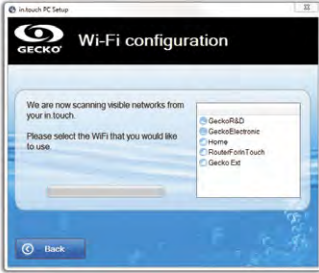 in.touch PC Setup
GECKO
Wi-Fi configuration
We are now scanning visible networks from
your in.touch.
Please select the WiFi that you would like
to use.
GeckoR&D
GeckoElectronic
Home
RouterForInTouch
Gecko Ext
Back